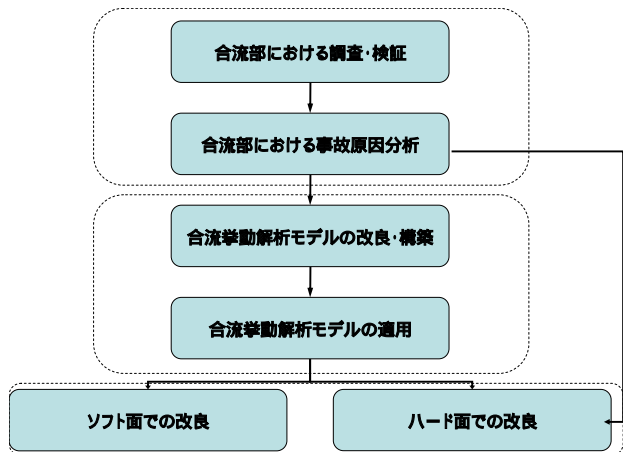 合流部における調査・検証
合流部における事故原因分析
合流挙動解析モデルの改良・構築
合流挙動解析モデルの適用
ソフト面での改良
ハード面での改良